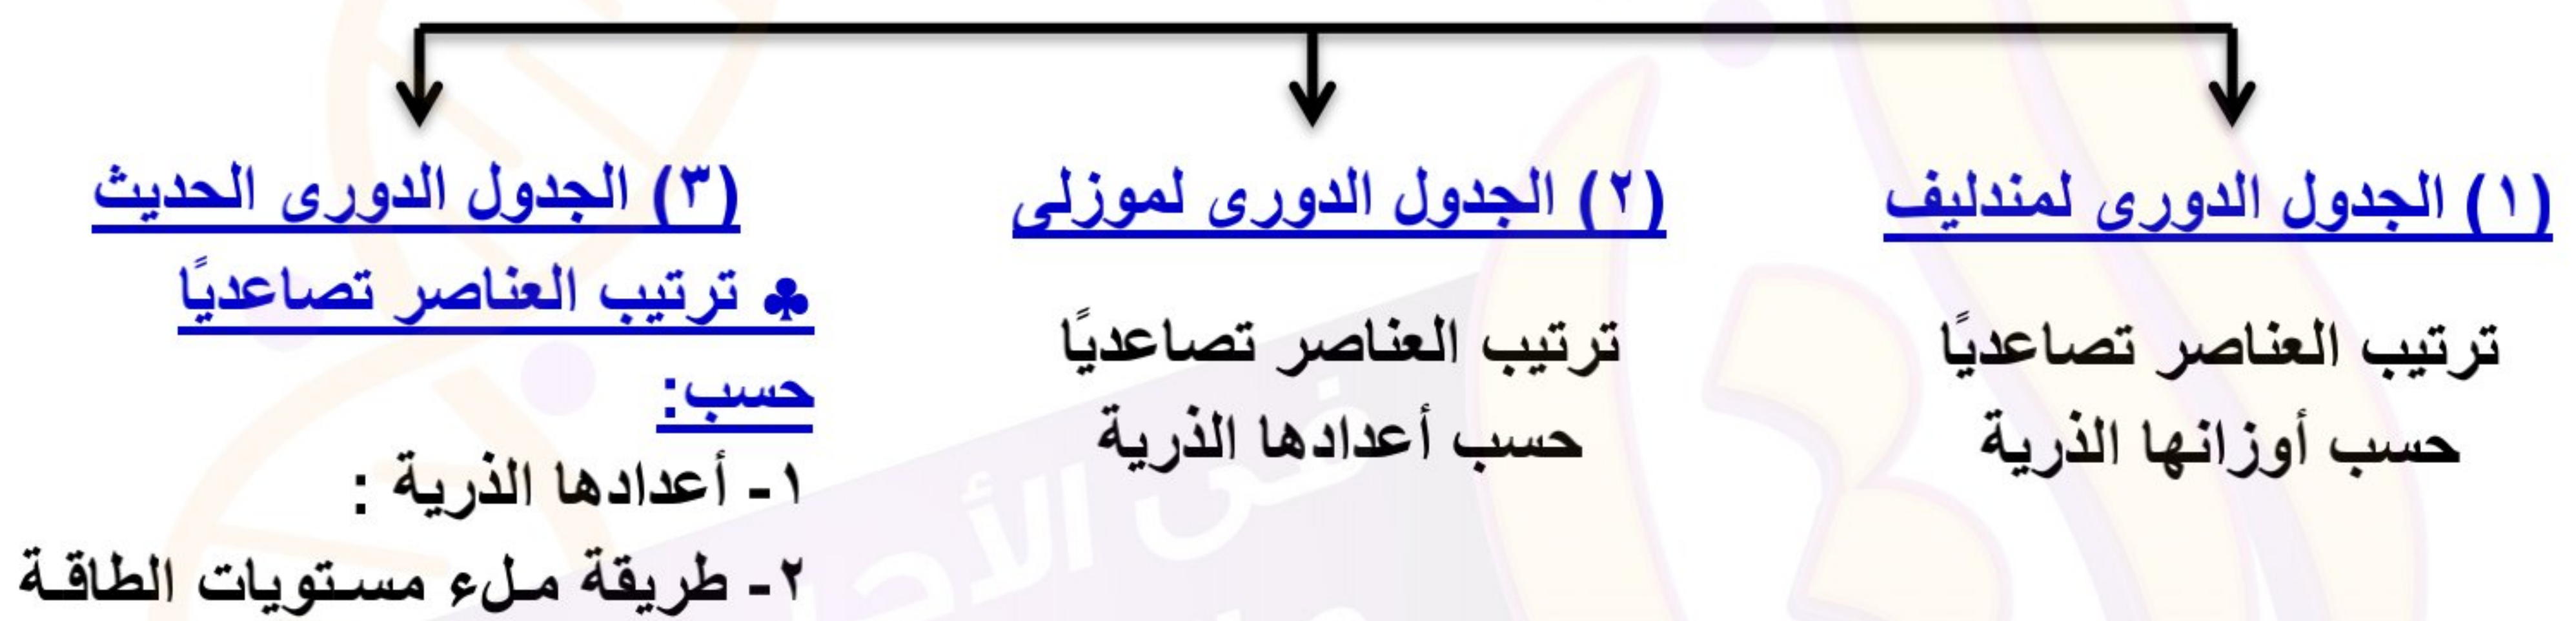 (١) الجدول الدورى لمندليف
ترتيب العناصر تصاعديًا
حسب أوزانها الذرية
(٢) الجدول الدورى لموزلى
ترتيب العناصر تصاعديًا
حسب أعدادها الذرية
(٣) الجدول الدورى الحديث
♣ ترتيب العناصر تصاعديًا
حسب:
١- أعدادها الذرية :
٢- طريقة ملء مستويات الطاقة
فى